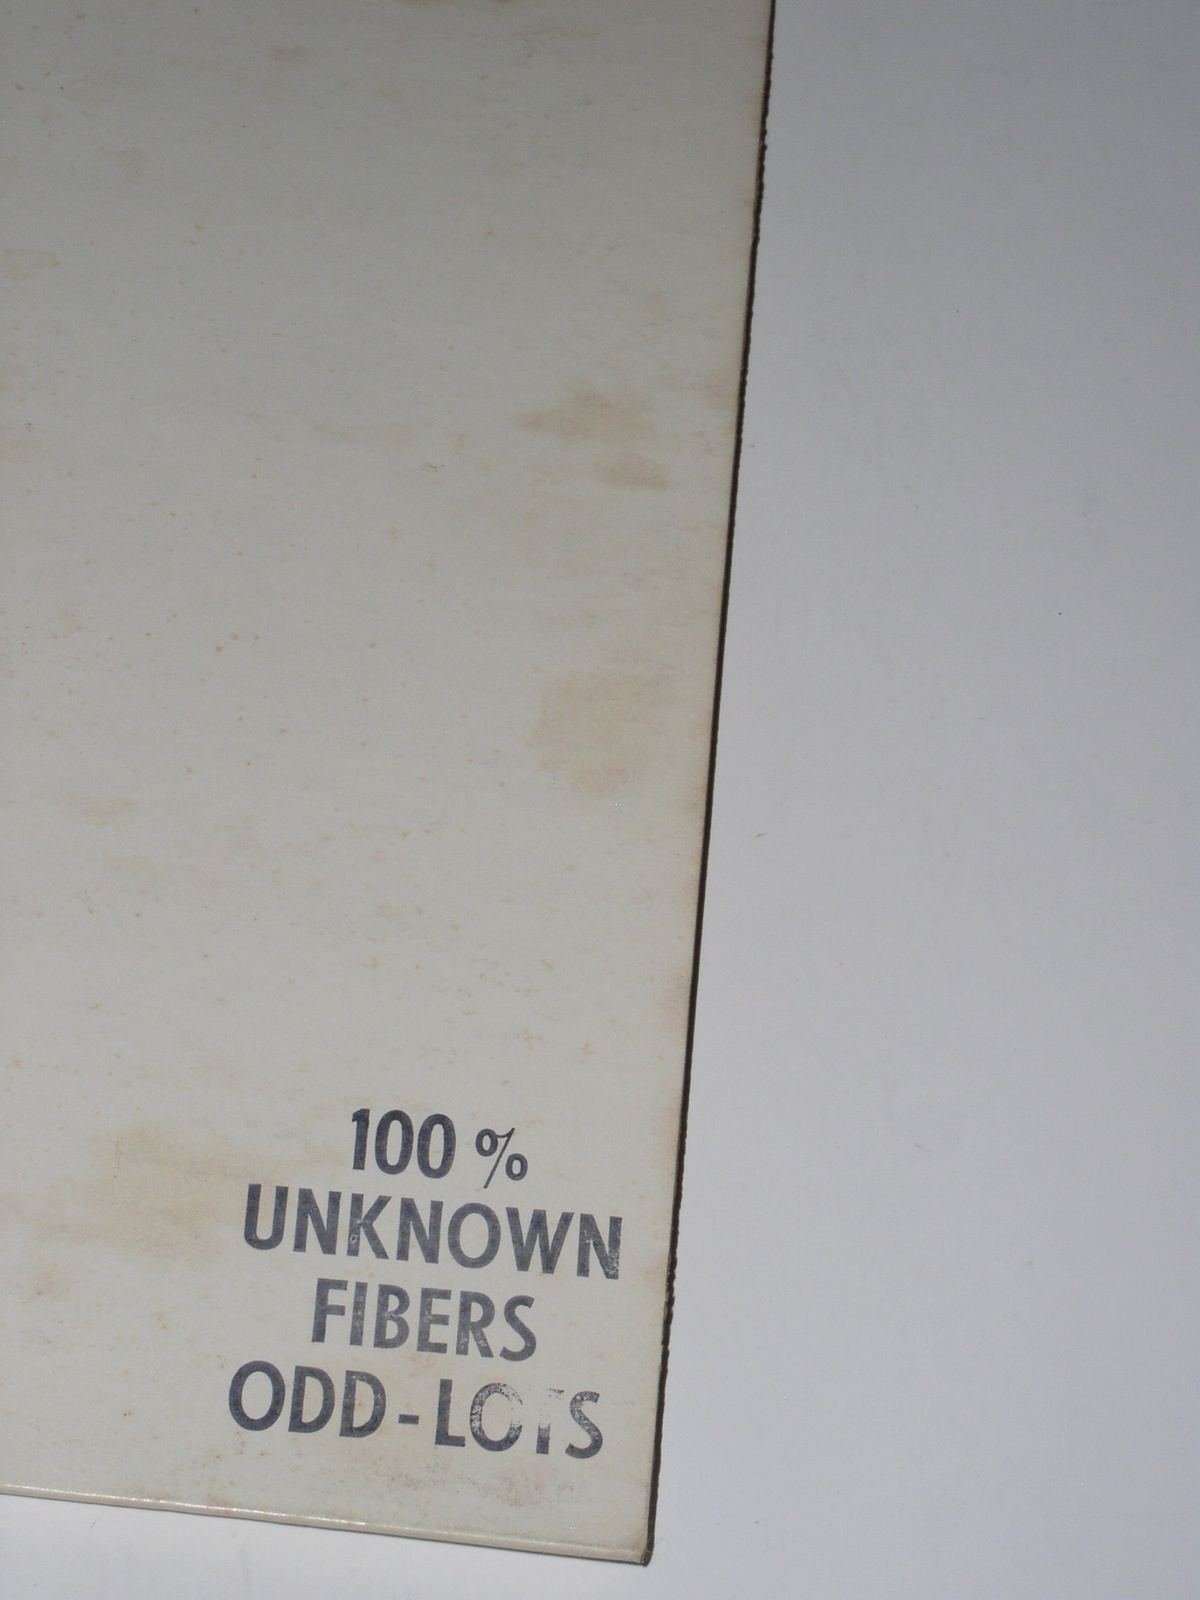 100 %
UNKNOWN
FIBERS
ODD-LOTS